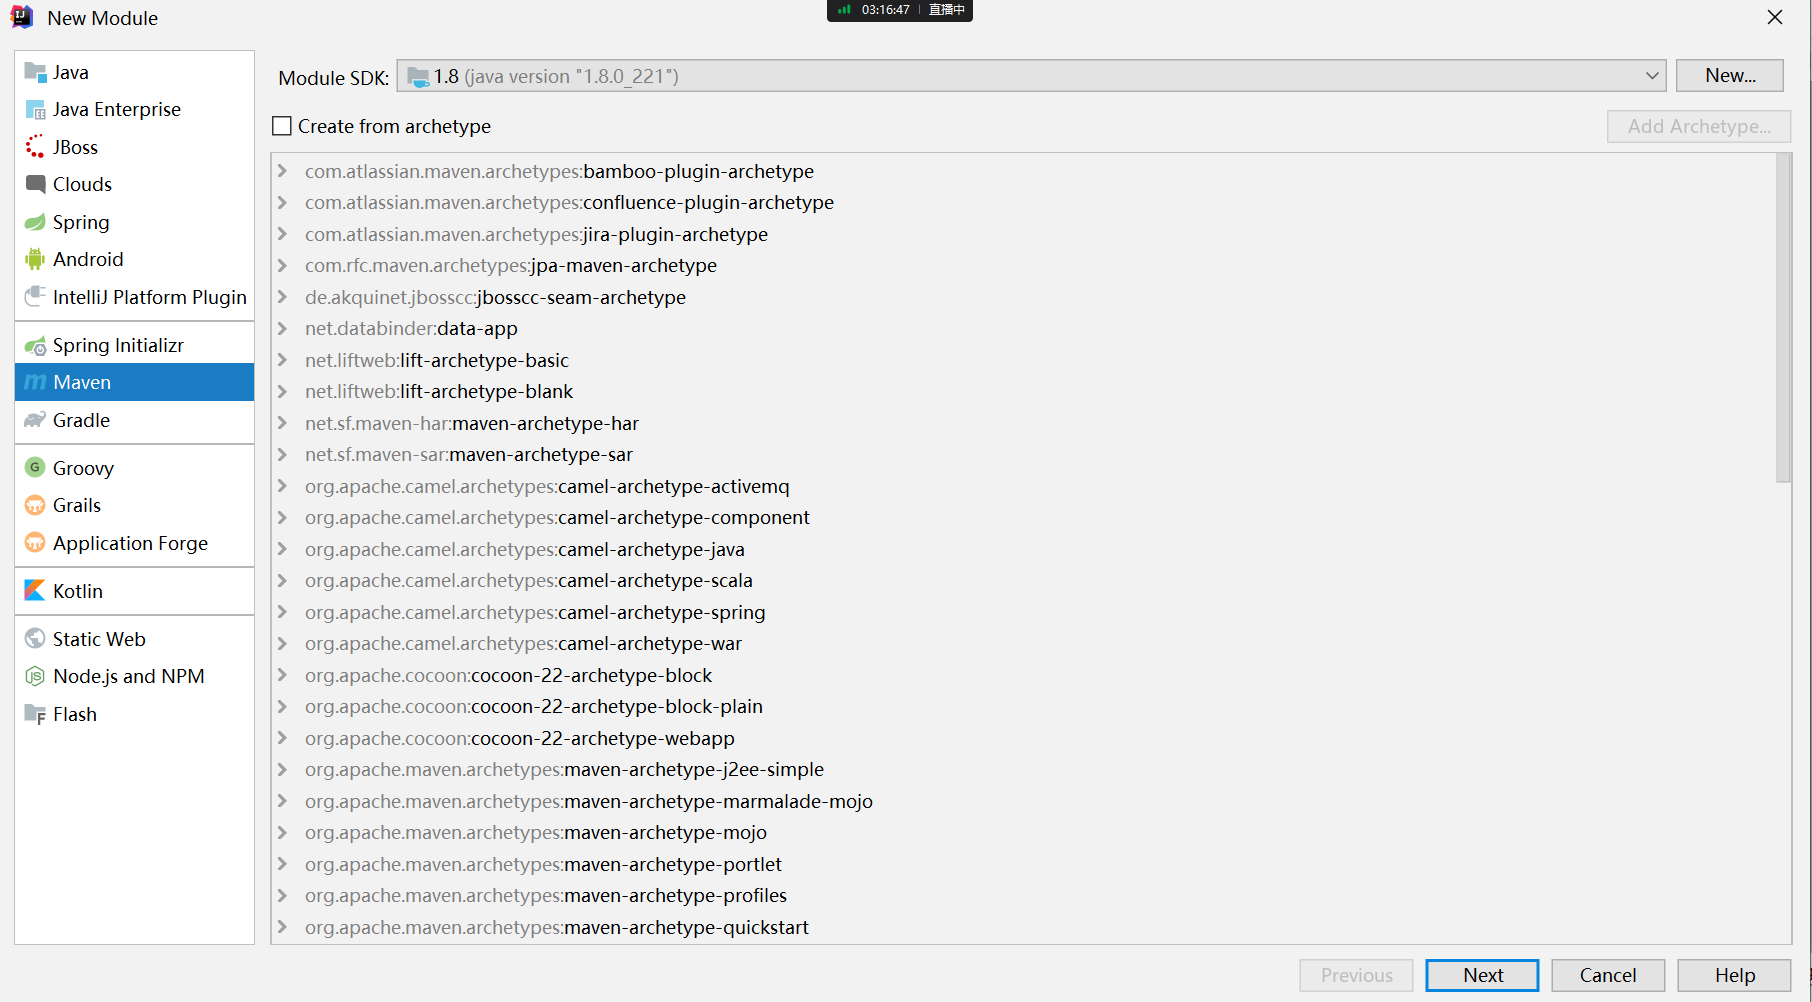 New Module
03:16:47 直播中
Java
Java Enterprise
JBoss
Clouds
Spring
Android
IntelliJ Platform Plugin
Spring Initializr
Maven
Gradle
Groovy
Grails
Application Forge
Kotlin
Static Web
Node.js and NPM
Flash
Module SDK: 1.8 (java version "1.8.0_221") New...
Create from archetype Add Archetype...
com.atlassian.maven.archetypes:bamboo-plugin-archetype
com.atlassian.maven.archetypes:confluence-plugin-archetype
com.atlassian.maven.archetypes:jira-plugin-archetype
com.rfc.maven.archetypes:jpa-maven-archetype
de.akquinet.jbosscc:jbosscc-seam-archetype
net.databinder:data-app
net.liftweb:lift-archetype-basic
net.liftweb:lift-archetype-blank
net.sf.maven-har:maven-archetype-har
net.sf.maven-sar:maven-archetype-sar
org.apache.camel.archetypes:camel-archetype-activemq
org.apache.camel.archetypes:camel-archetype-component
org.apache.camel.archetypes:camel-archetype-java
org.apache.camel.archetypes:camel-archetype-scala
org.apache.camel.archetypes:camel-archetype-spring
org.apache.camel.archetypes:camel-archetype-war
org.apache.cocoon:cocoon-22-archetype-block
org.apache.cocoon:cocoon-22-archetype-block-plain
org.apache.cocoon:cocoon-22-archetype-webapp
org.apache.maven.archetypes:maven-archetype-j2ee-simple
org.apache.maven.archetypes:maven-archetype-marmalade-mojo
org.apache.maven.archetypes:maven-archetype-mojo
org.apache.maven.archetypes:maven-archetype-portlet
org.apache.maven.archetypes:maven-archetype-profiles
org.apache.maven.archetypes:maven-archetype-quickstart
Previous Next Cancel Help